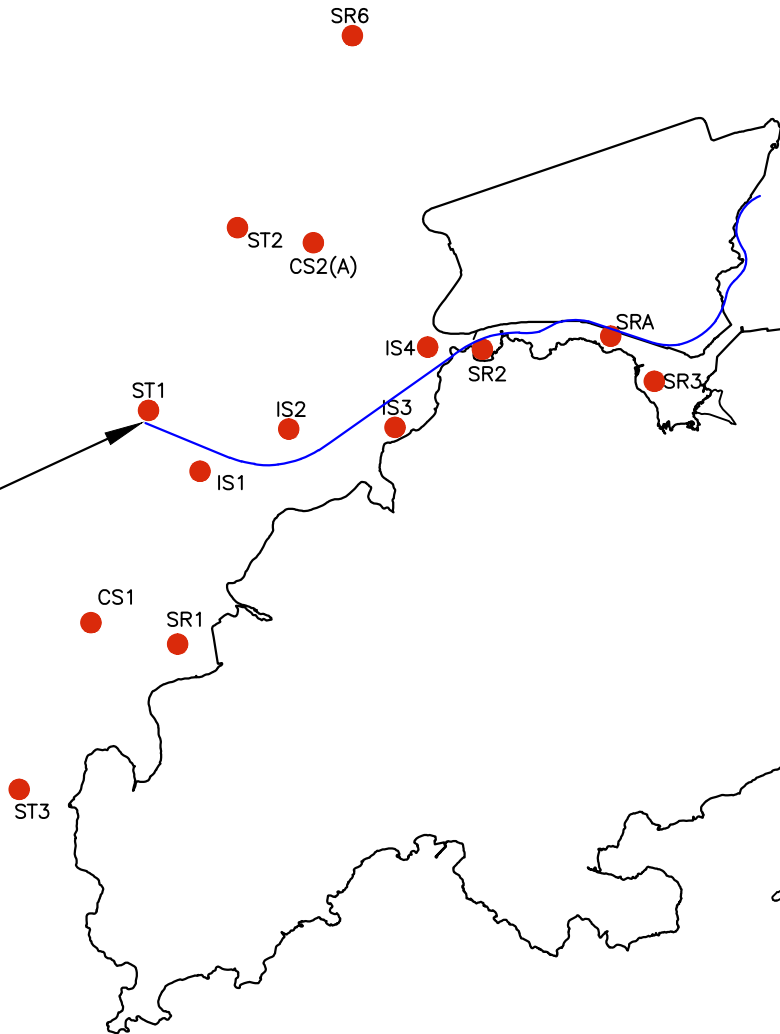 SR6
ST2
CS2(A)
SRA
IS4
SR2
SR3
ST1
IS2
IS3
IS1
CS1
SR1
ST3